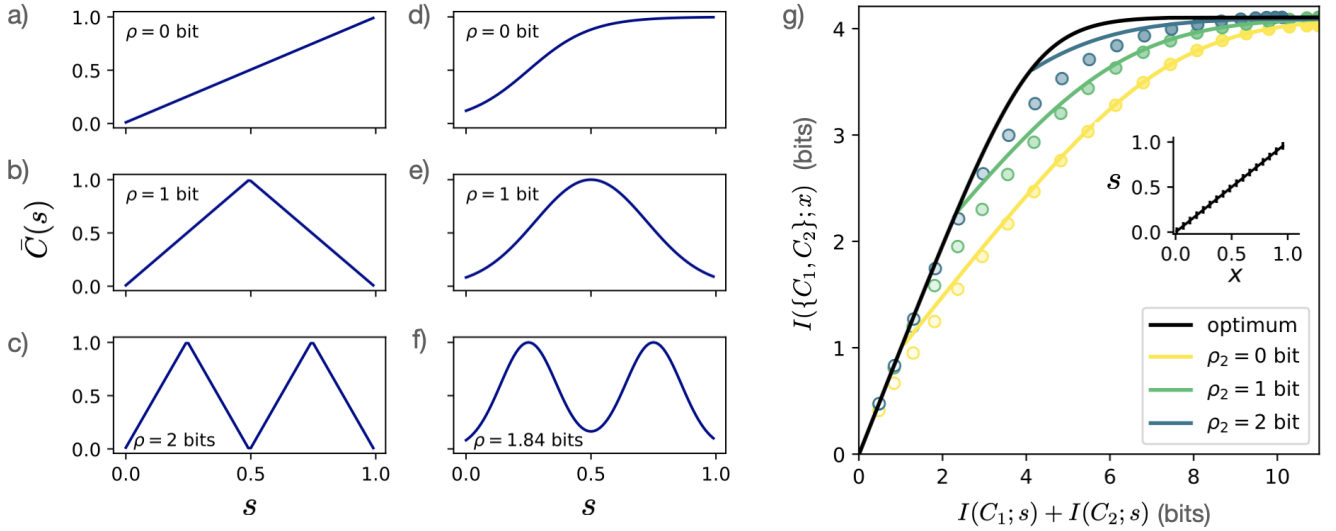 a)
ρ = 0 bit
1.0
0.5
0.0
b)
ρ = 1 bit
1.0
0.5
0.0
c)
ρ = 2 bits
1.0
0.5
0.0
0.0 0.5 1.0
s
C̄(s)
d)
ρ = 0 bit
e)
ρ = 1 bit
f)
ρ = 1.84 bits
0.0 0.5 1.0
s
g)
4
3
2
1
0
I({C₁, C₂}; x) (bits)
0 2 4 6 8 10
I(C₁; s) + I(C₂; s) (bits)
1.0
0.5
0.0
s
0.0 0.5 1.0
x
optimum
ρ₂ = 0 bit
ρ₂ = 1 bit
ρ₂ = 2 bit